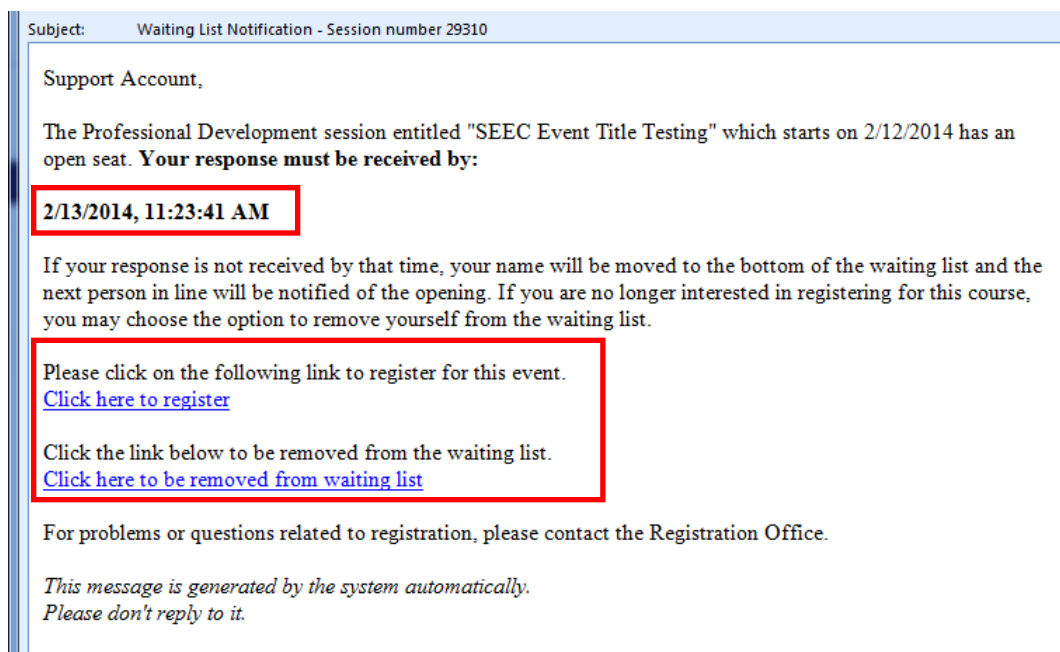 Subject: Waiting List Notification - Session number 29310
Support Account,
The Professional Development session entitled "SEEC Event Title Testing" which starts on 2/12/2014 has an
open seat. Your response must be received by:
2/13/2014, 11:23:41 AM
If your response is not received by that time, your name will be moved to the bottom of the waiting list and the
next person in line will be notified of the opening. If you are no longer interested in registering for this course,
you may choose the option to remove yourself from the waiting list.
Please click on the following link to register for this event.
Click here to register
Click the link below to be removed from the waiting list.
Click here to be removed from waiting list
For problems or questions related to registration, please contact the Registration Office.
This message is generated by the system automatically.
Please don't reply to it.